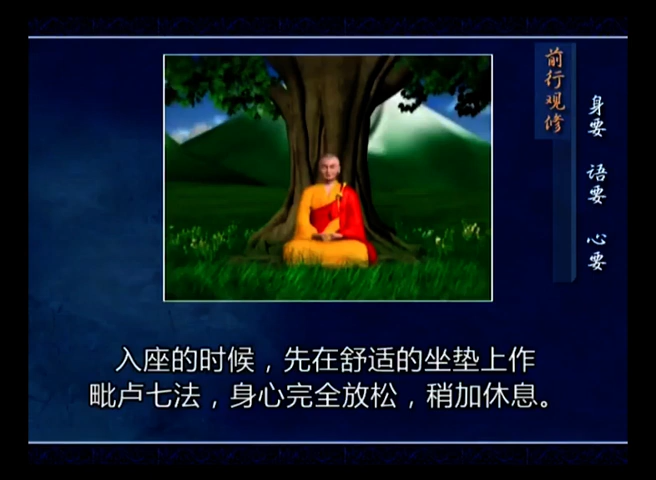 前行观修
身要 语要 心要
入座的时候，先在舒适的坐垫上作
毗卢七法，身心完全放松，稍加休息。